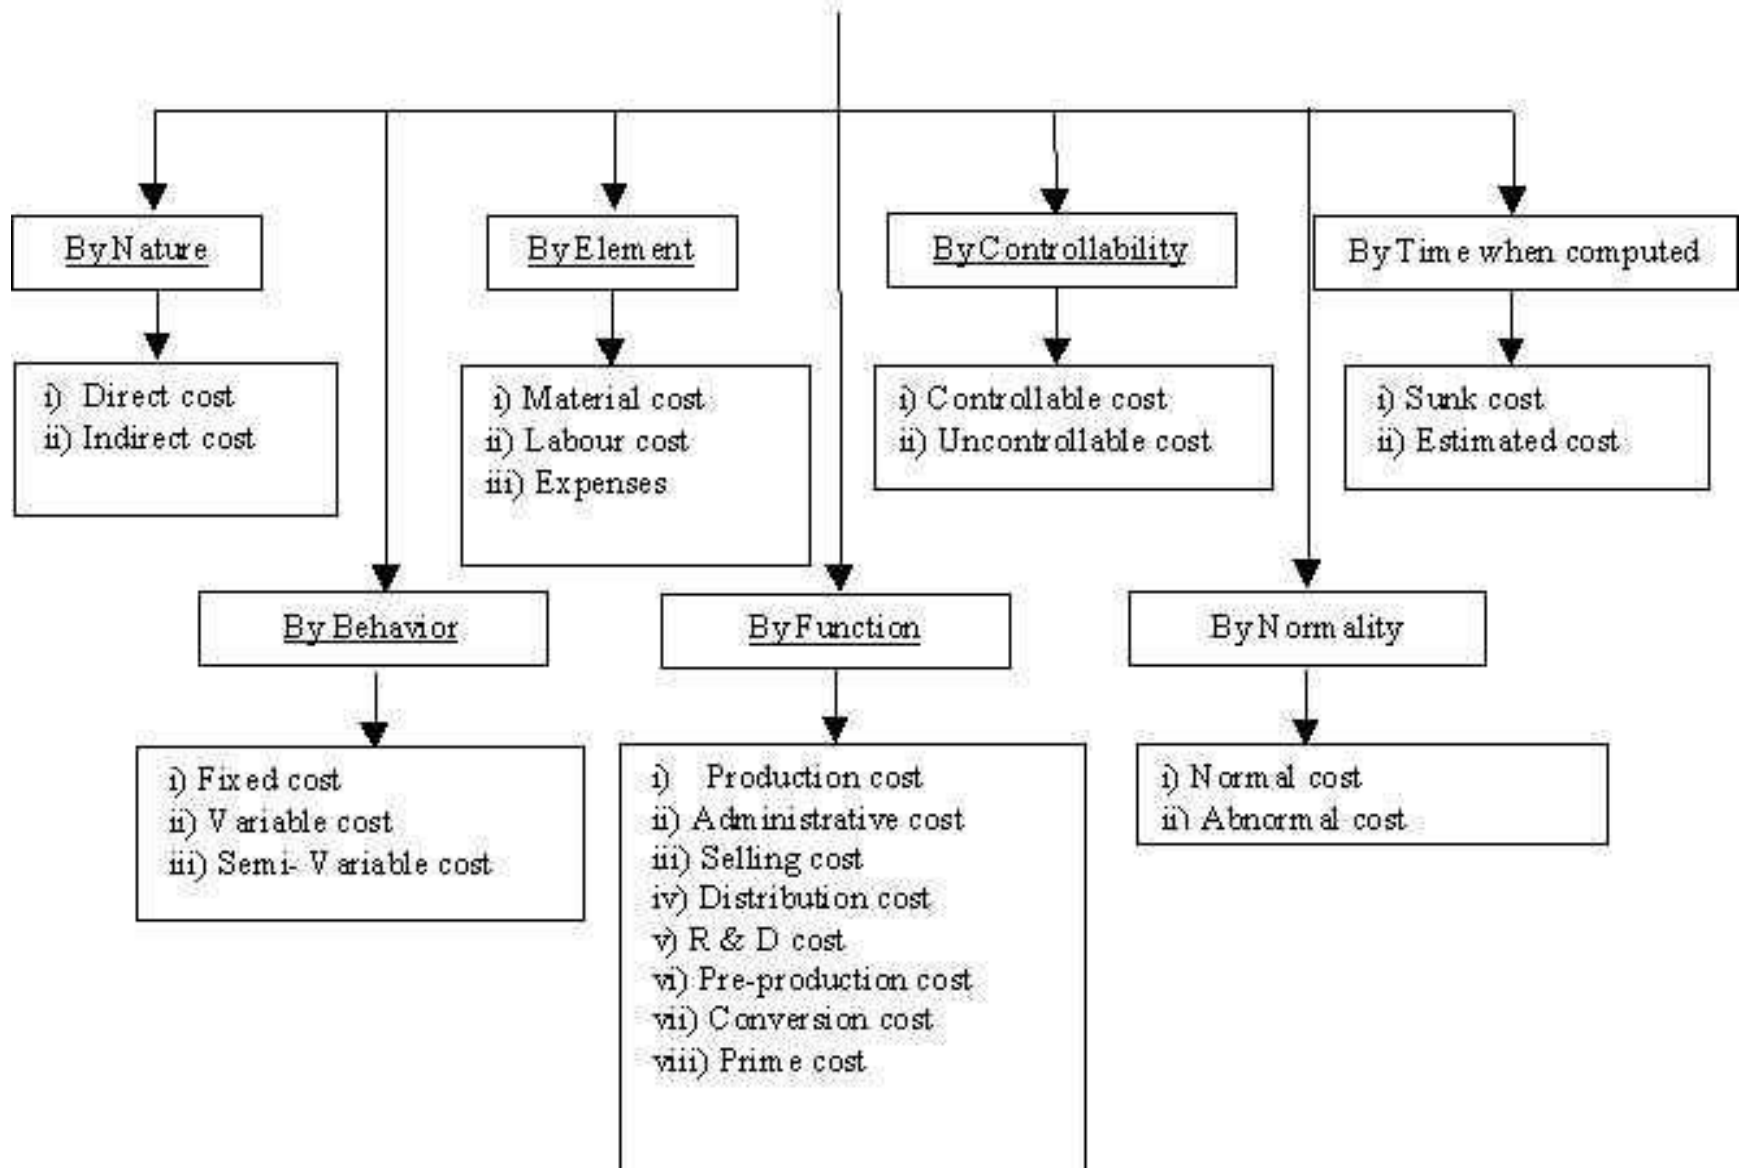 By Nature
i) Direct cost
ii) Indirect cost
By Element
i) Material cost
ii) Labour cost
iii) Expenses
By Controllability
i) Controllable cost
ii) Uncontrollable cost
By Time when computed
i) Sunk cost
ii) Estimated cost
By Behavior
i) Fixed cost
ii) Variable cost
iii) Semi- Variable cost
By Function
i) Production cost
ii) Administrative cost
iii) Selling cost
iv) Distribution cost
v) R & D cost
vi) Pre-production cost
vii) Conversion cost
viii) Prime cost
By Normality
i) Normal cost
ii) Abnormal cost